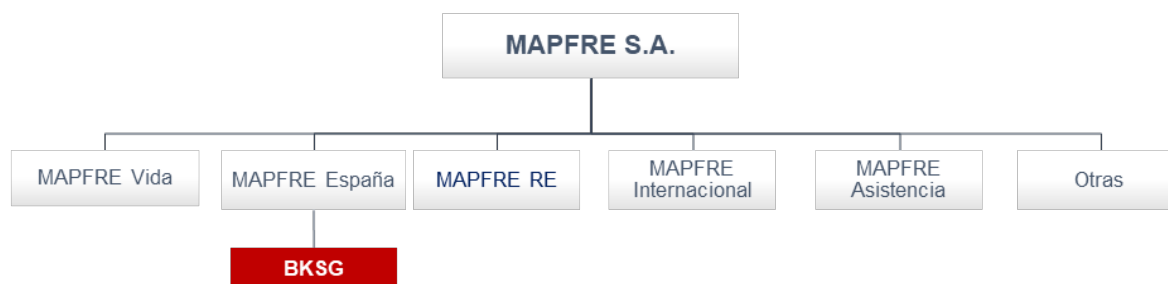 MAPFRE S.A.
MAPFRE Vida
MAPFRE España
MAPFRE RE
MAPFRE
Internacional
MAPFRE
Asistencia
Otras
BKSG